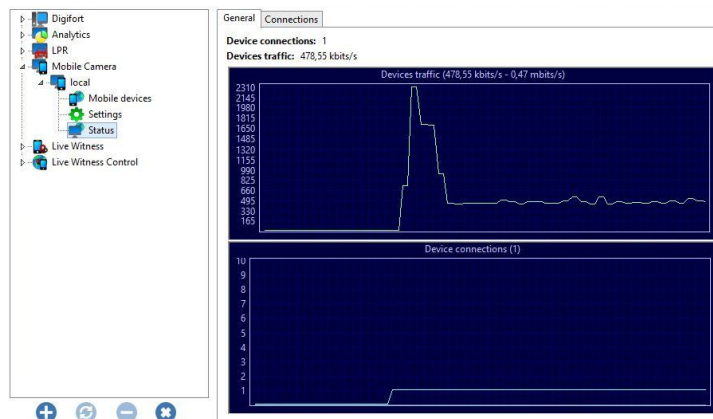 Digifort
Analytics
LPR
Mobile Camera
local
Mobile devices
Settings
Status
Live Witness
Live Witness Control
General
Connections
Device connections: 1
Devices traffic: 478,55 kbits/s
Devices traffic (478,55 kbits/s - 0,47 mbits/s)
2310
2145
1980
1815
1650
1485
1320
1155
990
825
660
495
330
165
Device connections (1)
10
9
8
7
6
5
4
3
2
1